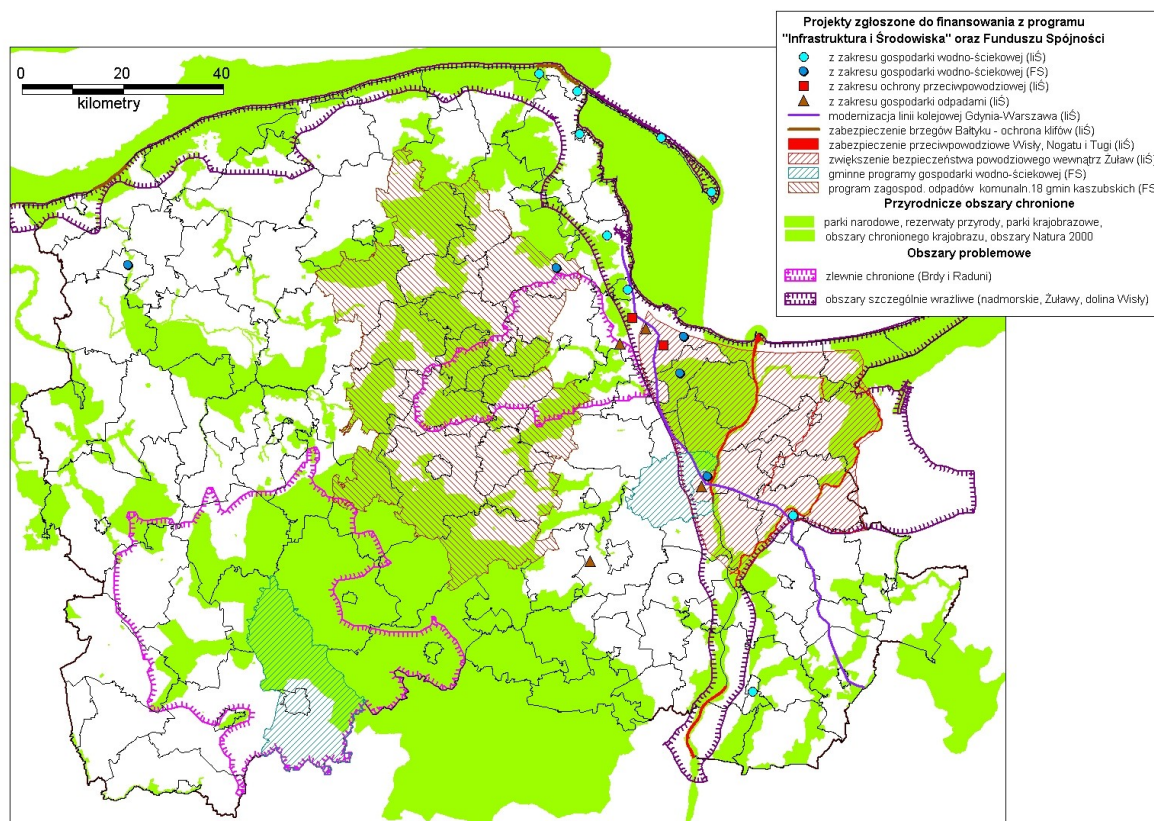 Projekty zgłoszone do finansowania z programu
"Infrastruktura i Środowiska" oraz Funduszu Spójności
z zakresu gospodarki wodno-ściekowej (IiŚ)
z zakresu gospodarki wodno-ściekowej (FS)
z zakresu ochrony przeciwpowodziowej (IiŚ)
z zakresu gospodarki odpadami (IiŚ)
modernizacja linii kolejowej Gdynia-Warszawa (IiŚ)
zabezpieczenie brzegów Bałtyku - ochrona klifów (IiŚ)
zabezpieczenie przeciwpowodziowe Wisły, Nogatu i Tugi (IiŚ)
zwiększenie bezpieczeństwa powodziowego wewnątrz Żuław (IiŚ)
gminne programy gospodarki wodno-ściekowej (FS)
program zagospod. odpadów komunaln.18 gmin kaszubskich (FS
Przyrodnicze obszary chronione
parki narodowe, rezerwaty przyrody, parki krajobrazowe,
obszary chronionego krajobrazu, obszary Natura 2000
Obszary problemowe
zlewnie chronione (Brdy i Raduni)
obszary szczególnie wrażliwe (nadmorskie, Żuławy, dolina Wisły)
0 20 40
kilometry